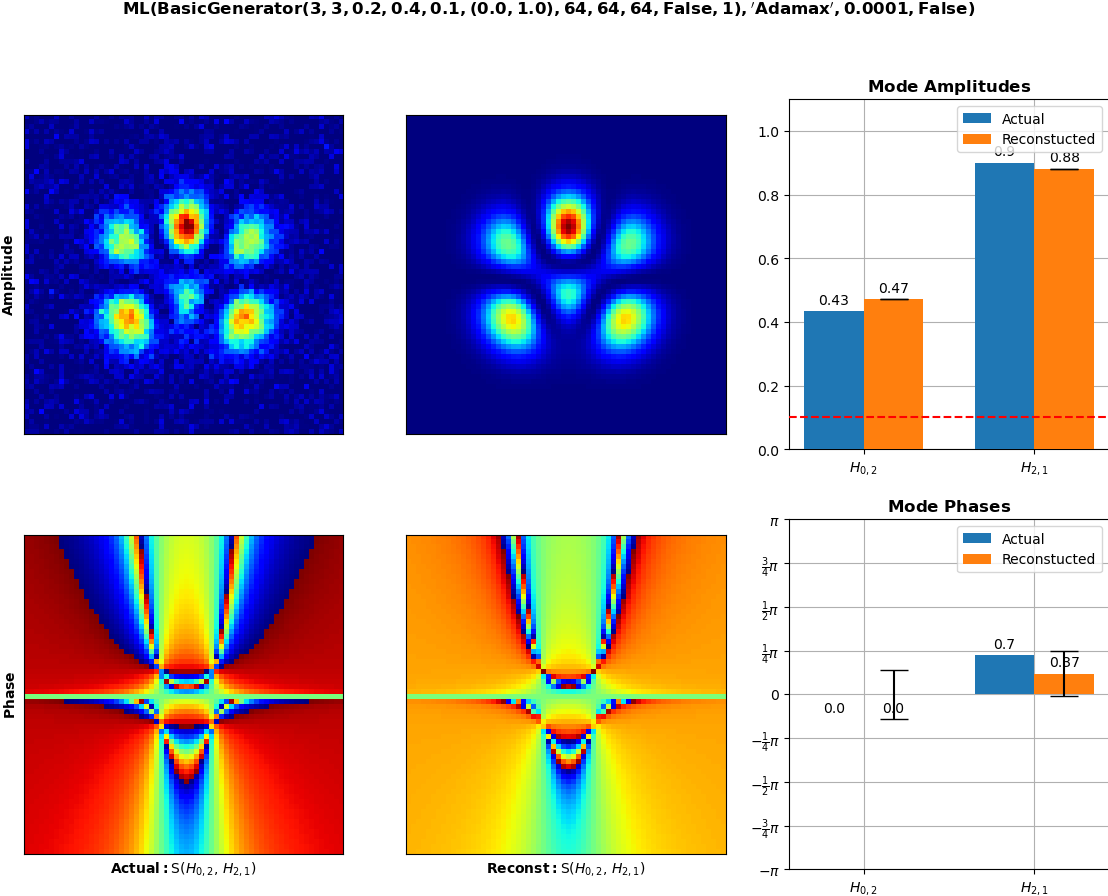 ML(BasicGenerator(3, 3, 0.2, 0.4, 0.1, (0.0, 1.0), 64, 64, 64, False, 1), ′Adamax′, 0.0001, False)
Amplitude
Mode Amplitudes
Actual
Reconstucted
1.0
0.8
0.6
0.4
0.2
0.0
0.43
0.47
0.9
0.88
H0, 2
H2, 1
Phase
Actual: S(H0, 2, H2, 1)
Reconst: S(H0, 2, H2, 1)
Mode Phases
Actual
Reconstucted
π
3/4π
1/2π
1/4π
0
−1/4π
−1/2π
−3/4π
−π
0.0
0.0
0.7
0.37
H0, 2
H2, 1